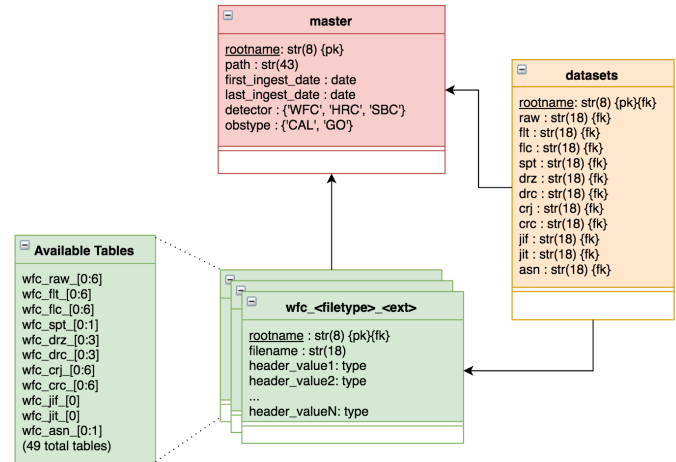 master
rootname: str(8) {pk}
path : str(43)
first_ingest_date : date
last_ingest_date : date
detector : {'WFC', 'HRC', 'SBC'}
obstype : {'CAL', 'GO'}
datasets
rootname: str(8) {pk}{fk}
raw : str(18) {fk}
flt : str(18) {fk}
flc : str(18) {fk}
spt : str(18) {fk}
drz : str(18) {fk}
drc : str(18) {fk}
crj : str(18) {fk}
crc : str(18) {fk}
jif : str(18) {fk}
jit : str(18) {fk}
asn : str(18) {fk}
Available Tables
wfc_raw_[0:6]
wfc_flt_[0:6]
wfc_flc_[0:6]
wfc_spt_[0:1]
wfc_drz_[0:3]
wfc_drc_[0:3]
wfc_crj_[0:6]
wfc_crc_[0:6]
wfc_jif_[0]
wfc_jit_[0]
wfc_asn_[0:1]
(49 total tables)
wfc_<filetype>_<ext>
rootname : str(8) {pk}{fk}
filename : str(18)
header_value1: type
header_value2: type
...
header_valueN: type